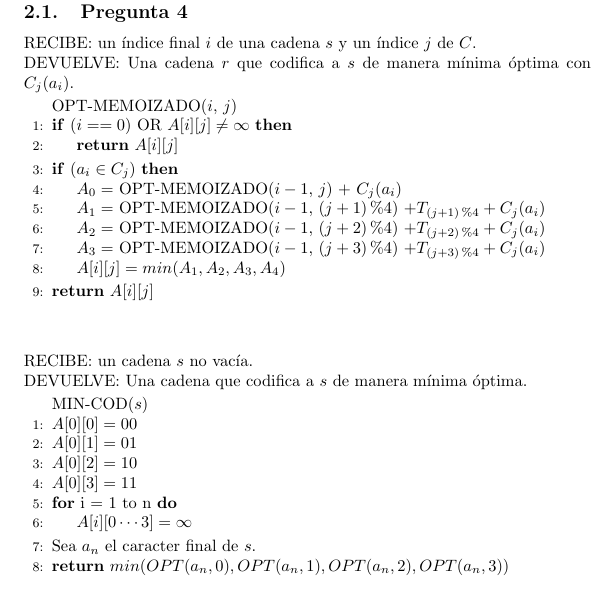 2.1. Pregunta 4
RECIBE: un índice final i de una cadena s y un índice j de C.
DEVUELVE: Una cadena r que codifica a s de manera mínima óptima con
C_j(a_i).
OPT-MEMOIZADO(i, j)
1: if (i == 0) OR A[i][j] ≠ ∞ then
2: return A[i][j]
3: if (a_i ∈ C_j) then
4: A_0 = OPT-MEMOIZADO(i − 1, j) + C_j(a_i)
5: A_1 = OPT-MEMOIZADO(i − 1, (j + 1) %4) +T_{(j+1) %4} + C_j(a_i)
6: A_2 = OPT-MEMOIZADO(i − 1, (j + 2) %4) +T_{(j+2) %4} + C_j(a_i)
7: A_3 = OPT-MEMOIZADO(i − 1, (j + 3) %4) +T_{(j+3) %4} + C_j(a_i)
8: A[i][j] = min(A_1, A_2, A_3, A_4)
9: return A[i][j]
RECIBE: un cadena s no vacía.
DEVUELVE: Una cadena que codifica a s de manera mínima óptima.
MIN-COD(s)
1: A[0][0] = 00
2: A[0][1] = 01
3: A[0][2] = 10
4: A[0][3] = 11
5: for i = 1 to n do
6: A[i][0 · · · 3] = ∞
7: Sea a_n el caracter final de s.
8: return min(OPT(a_n, 0), OPT(a_n, 1), OPT(a_n, 2), OPT(a_n, 3))